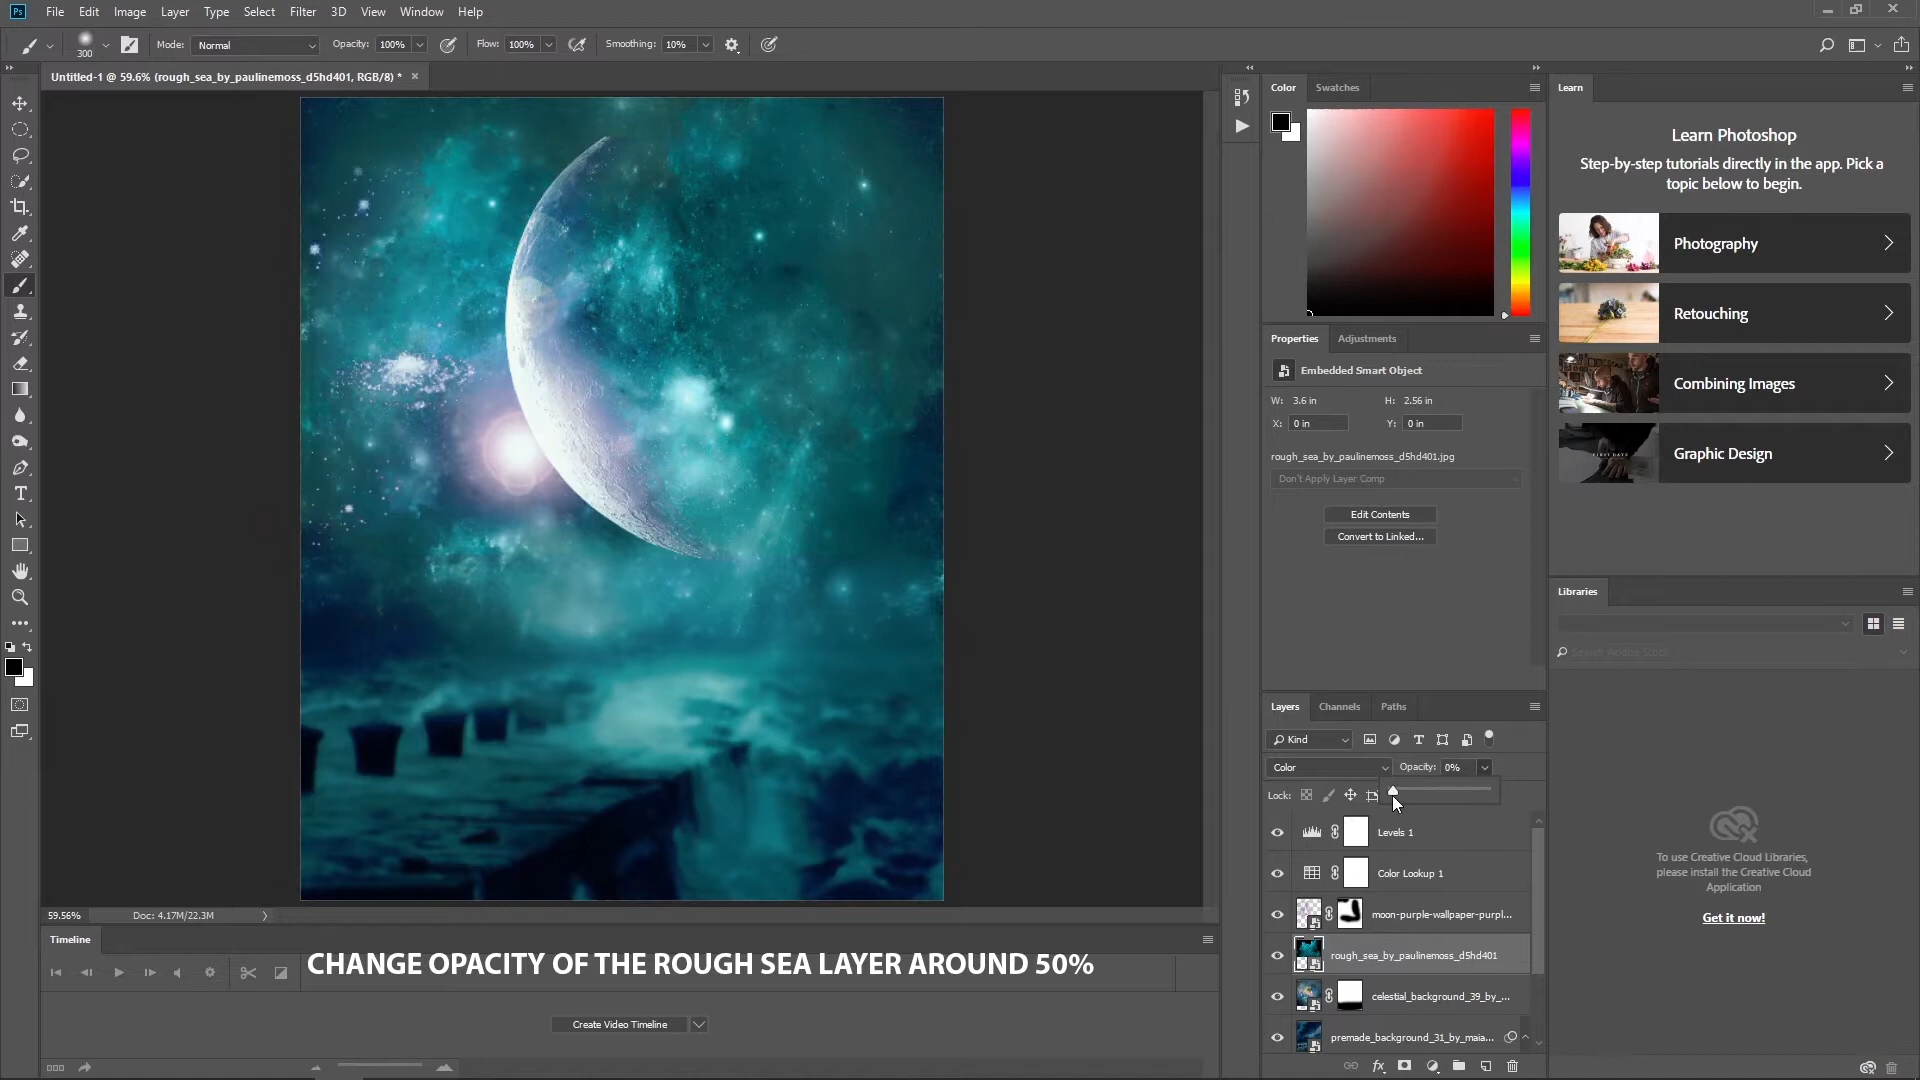 Ps File Edit Image Layer Type Select Filter 3D View Window Help
300 Mode: Normal Opacity: 100% Flow: 100% Smoothing: 10%
Untitled-1 @ 59.6% (rough_sea_by_paulinemoss_d5hd401, RGB/8) * ×
Color Swatches
Learn
Learn Photoshop
Step-by-step tutorials directly in the app. Pick a
topic below to begin.
Photography
Retouching
Combining Images
Graphic Design
Properties Adjustments
Embedded Smart Object
W: 3.6 in H: 2.56 in
X: 0 in Y: 0 in
rough_sea_by_paulinemoss_d5hd401.jpg
Don't Apply Layer Comp
Edit Contents
Convert to Linked...
Libraries
Search Adobe Stock
To use Creative Cloud Libraries,
please install the Creative Cloud
Application
Get it now!
Layers Channels Paths
Kind
Color Opacity: 0%
Lock:
Levels 1
Color Lookup 1
moon-purple-wallpaper-purpl...
rough_sea_by_paulinemoss_d5hd401
celestial_background_39_by_...
premade_background_31_by_maia...
fx
59.56% Doc: 4.17M/22.3M
Timeline
CHANGE OPACITY OF THE ROUGH SEA LAYER AROUND 50%
Create Video Timeline